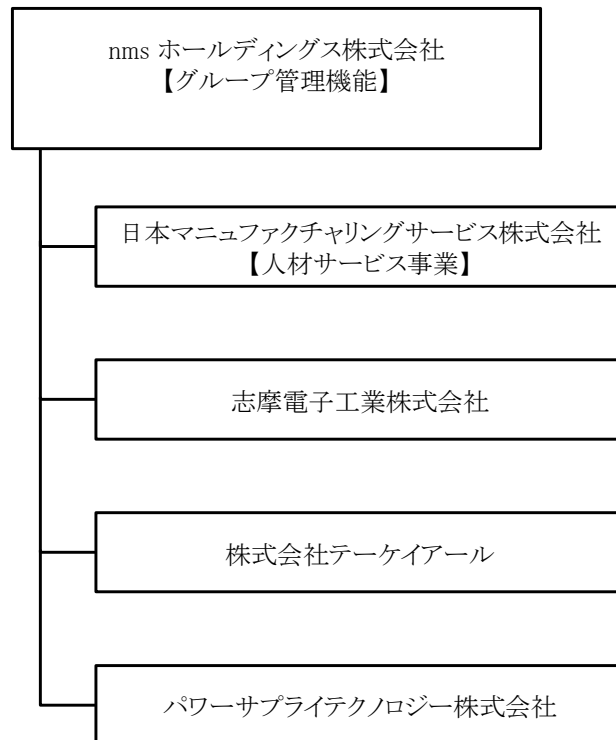 nms ホールディングス株式会社
【グループ管理機能】
日本マニュファクチャリングサービス株式会社
【人材サービス事業】
志摩電子工業株式会社
株式会社テーケイアール
パワーサプライテクノロジー株式会社